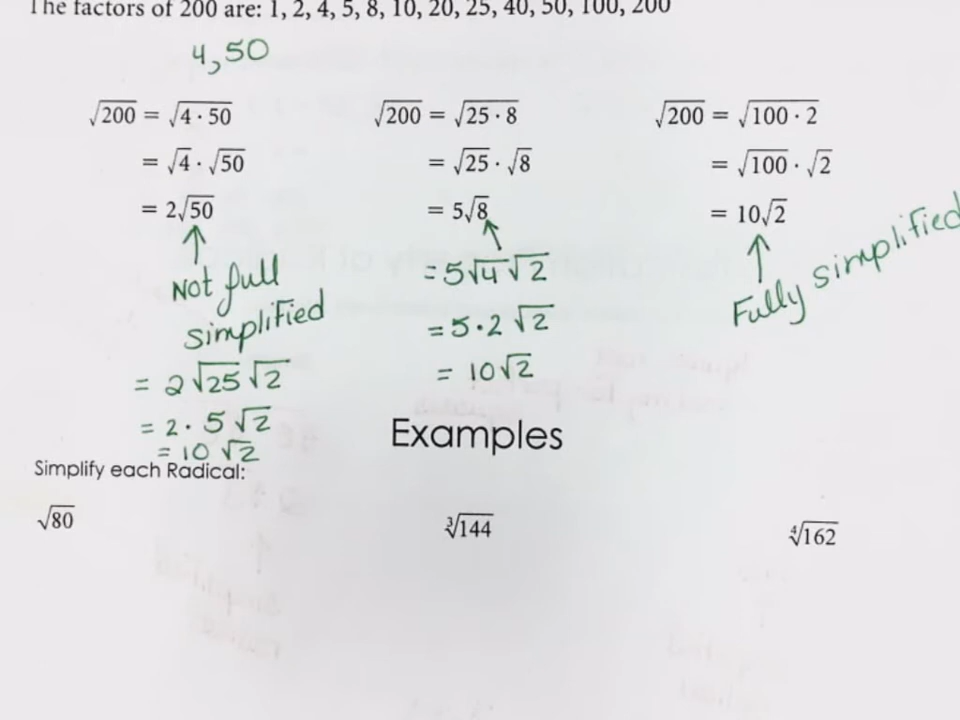 The factors of 200 are: 1, 2, 4, 5, 8, 10, 20, 25, 40, 50, 100, 200
4,50
√200 = √4 · 50
= √4 · √50
= 2√50
Not full
simplified
= 2√25 √2
= 2 · 5 √2
= 10 √2
√200 = √25 · 8
= √25 · √8
= 5√8
= 5√4 √2
= 5 · 2 √2
= 10√2
√200 = √100 · 2
= √100 · √2
= 10√2
Fully simplified
Examples
Simplify each Radical:
√80
∛144
∜162